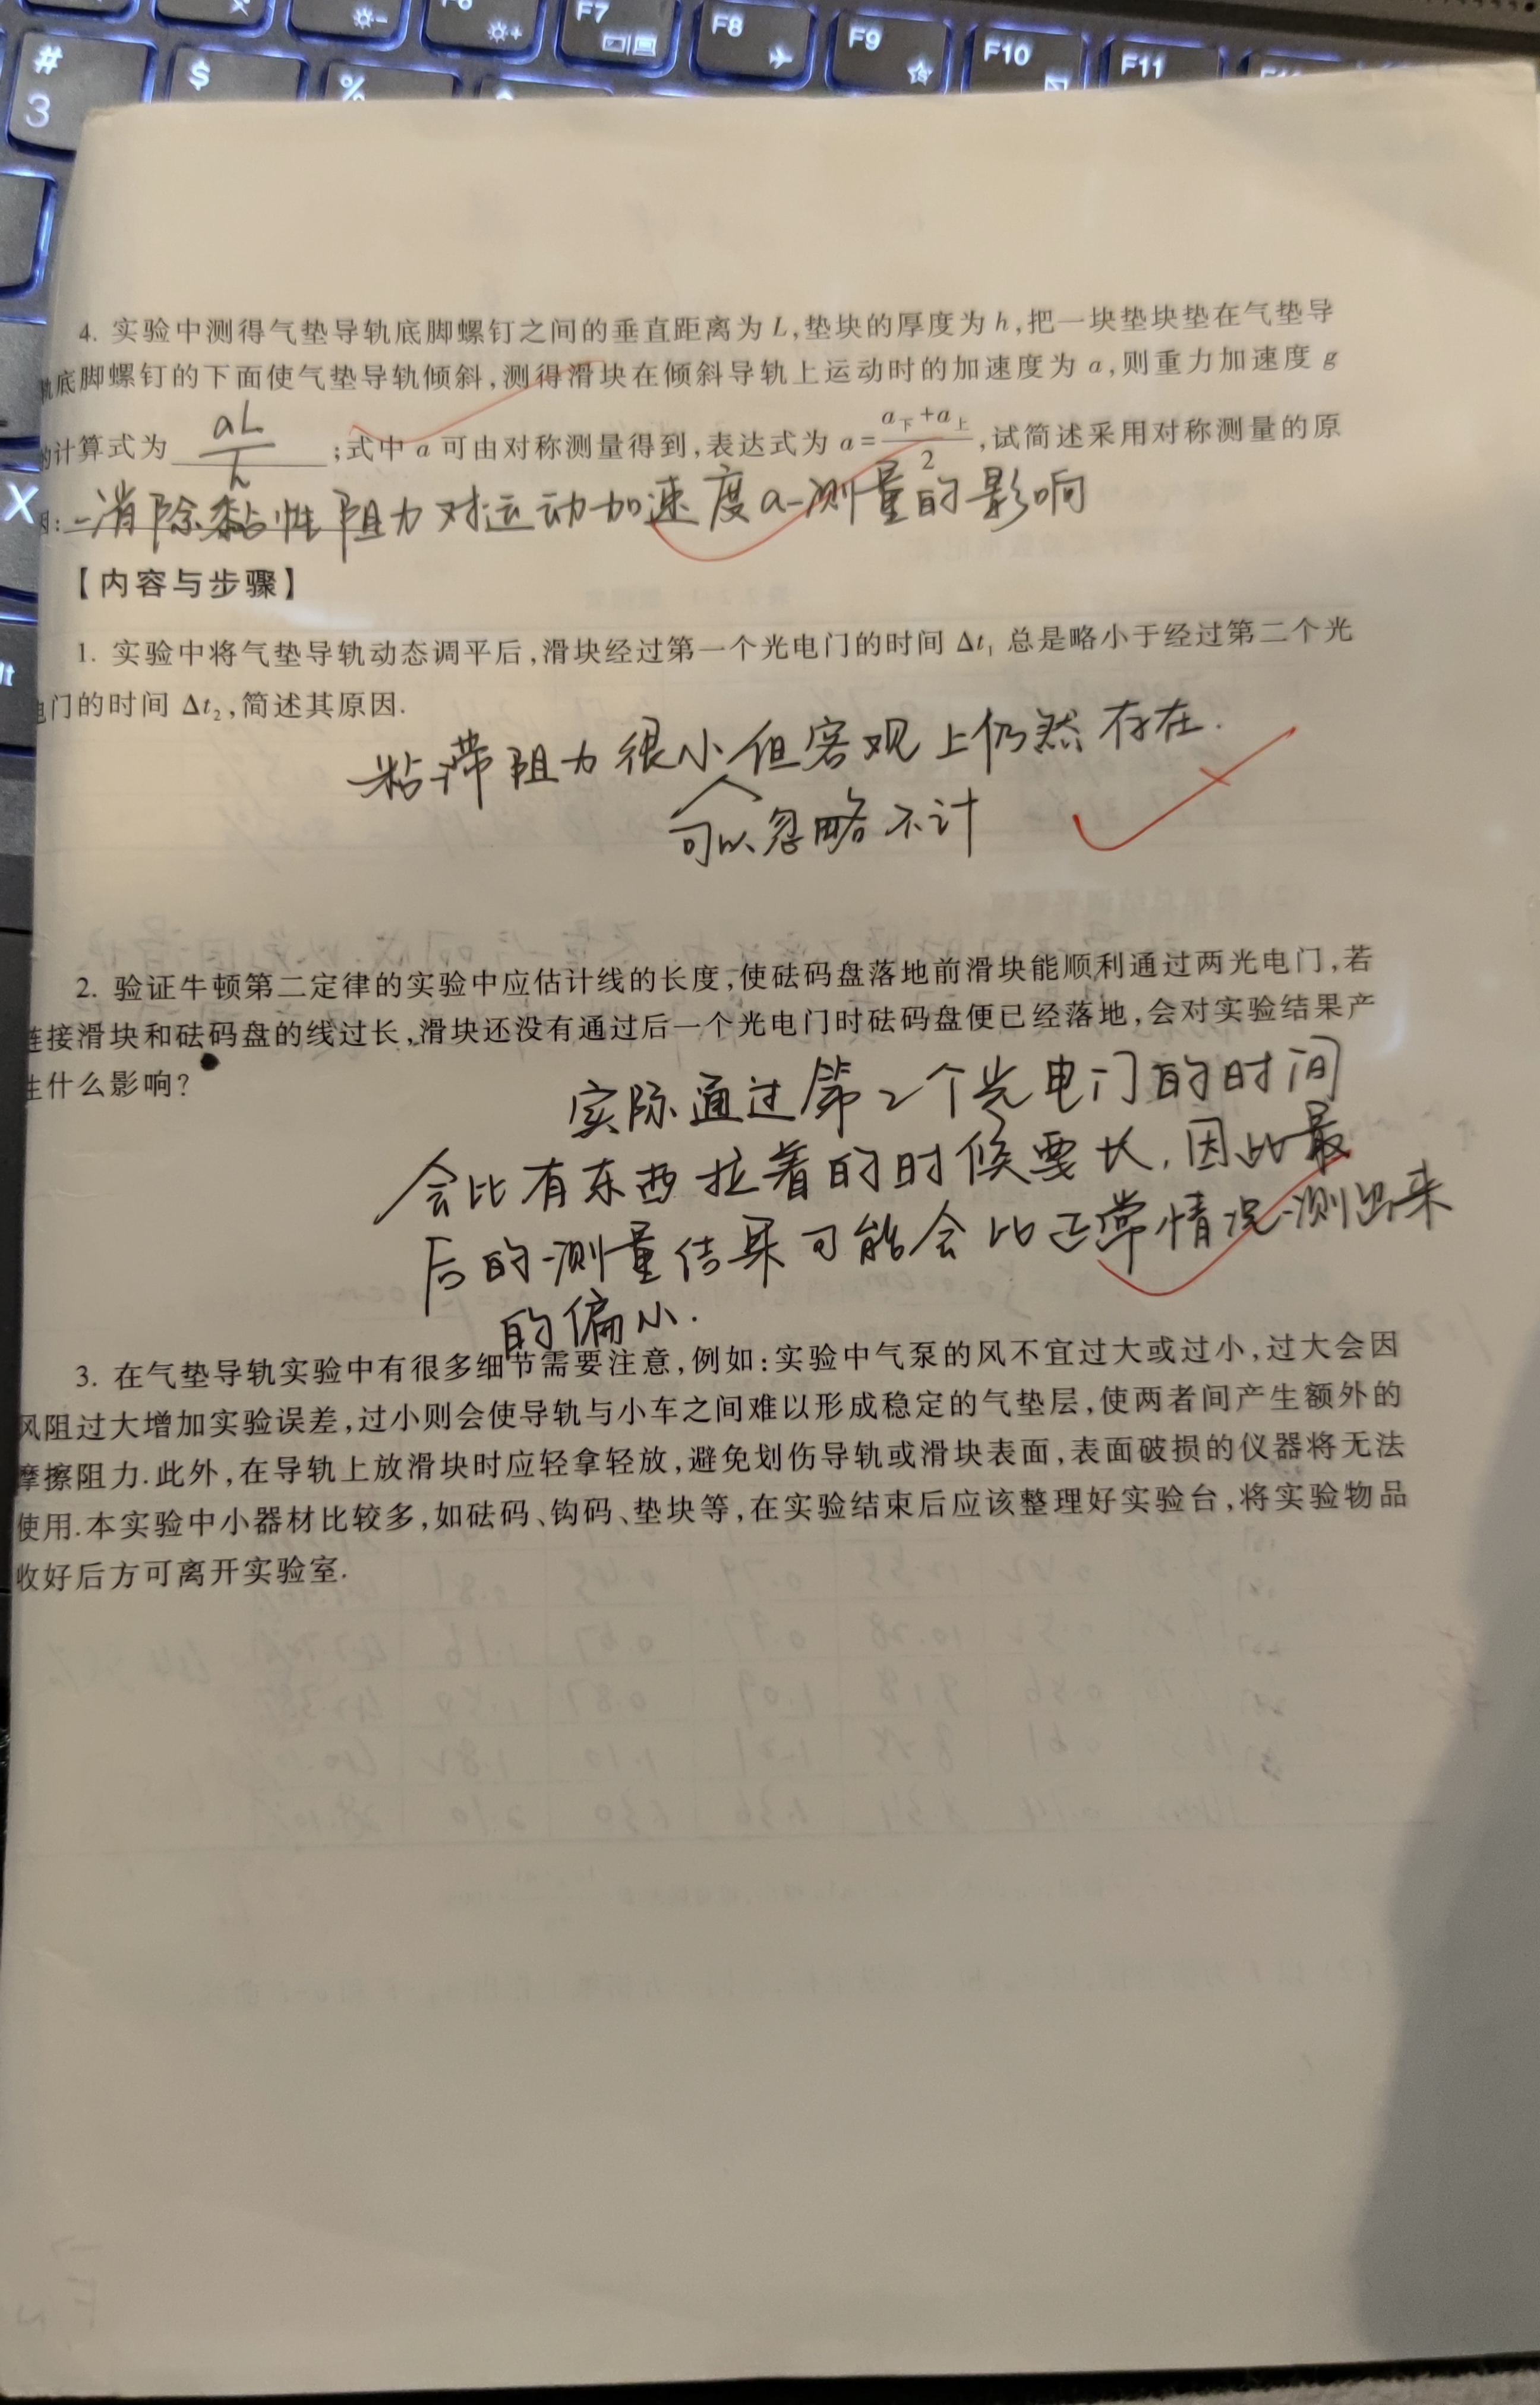 F7
F8
F9
F10
F11
#
3
$
%
X
4. 实验中测得气垫导轨底脚螺钉之间的垂直距离为 L,垫块的厚度为 h,把一块垫块垫在气垫导
轨底脚螺钉的下面使气垫导轨倾斜,测得滑块在倾斜导轨上运动时的加速度为 a,则重力加速度 g
的计算式为 aL/h ;式中 a 可由对称测量得到,表达式为 a=(a下+a上)/2,试简述采用对称测量的原
因: 消除黏性阻力对运动加速度a测量的影响
【内容与步骤】
1. 实验中将气垫导轨动态调平后,滑块经过第一个光电门的时间 Δt₁ 总是略小于经过第二个光
电门的时间 Δt₂,简述其原因.
粘滞阻力很小但客观上仍然存在.
可以忽略不计
2. 验证牛顿第二定律的实验中应估计线的长度,使砝码盘落地前滑块能顺利通过两光电门,若
连接滑块和砝码盘的线过长,滑块还没有通过后一个光电门时砝码盘便已经落地,会对实验结果产
生什么影响?
实际通过第2个光电门的时间
会比有东西拉着的时候要长,因此最
后的测量结果可能会比正常情况测出来
的偏小.
3. 在气垫导轨实验中有很多细节需要注意,例如:实验中气泵的风不宜过大或过小,过大会因
风阻过大增加实验误差,过小则会使导轨与小车之间难以形成稳定的气垫层,使两者间产生额外的
摩擦阻力.此外,在导轨上放滑块时应轻拿轻放,避免划伤导轨或滑块表面,表面破损的仪器将无法
使用.本实验中小器材比较多,如砝码、钩码、垫块等,在实验结束后应该整理好实验台,将实验物品
收好后方可离开实验室.